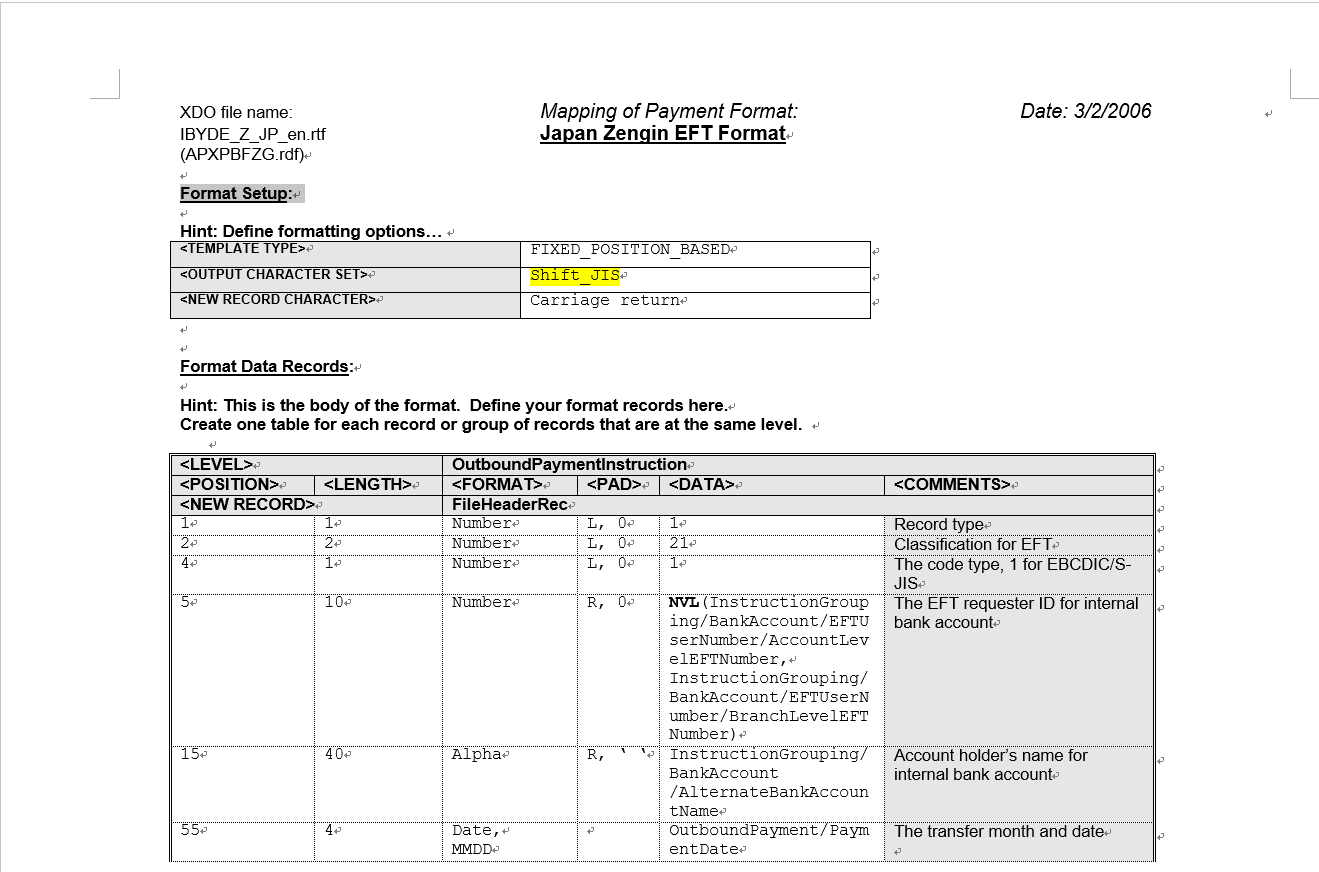 XDO file name:
IBYDE_Z_JP_en.rtf
(APXPBFZG.rdf)
Mapping of Payment Format:
Japan Zengin EFT Format
Date: 3/2/2006
Format Setup:
Hint: Define formatting options…
<TEMPLATE TYPE> FIXED_POSITION_BASED
<OUTPUT CHARACTER SET> Shift_JIS
<NEW RECORD CHARACTER> Carriage return
Format Data Records:
Hint: This is the body of the format.  Define your format records here.
Create one table for each record or group of records that are at the same level.
<LEVEL> OutboundPaymentInstruction
<POSITION> <LENGTH> <FORMAT> <PAD> <DATA> <COMMENTS>
<NEW RECORD> FileHeaderRec
1 1 Number L, 0 1 Record type
2 2 Number L, 0 21 Classification for EFT
4 1 Number L, 0 1 The code type, 1 for EBCDIC/S-
JIS
5 10 Number R, 0 NVL(InstructionGroup The EFT requester ID for internal
ing/BankAccount/EFTU bank account
serNumber/AccountLev
elEFTNumber,
InstructionGrouping/
BankAccount/EFTUserN
umber/BranchLevelEFT
Number)
15 40 Alpha R, ‘ ‘ InstructionGrouping/ Account holder’s name for
BankAccount internal bank account
/AlternateBankAccoun
tName
55 4 Date, OutboundPayment/Paym The transfer month and date
MMDD entDate